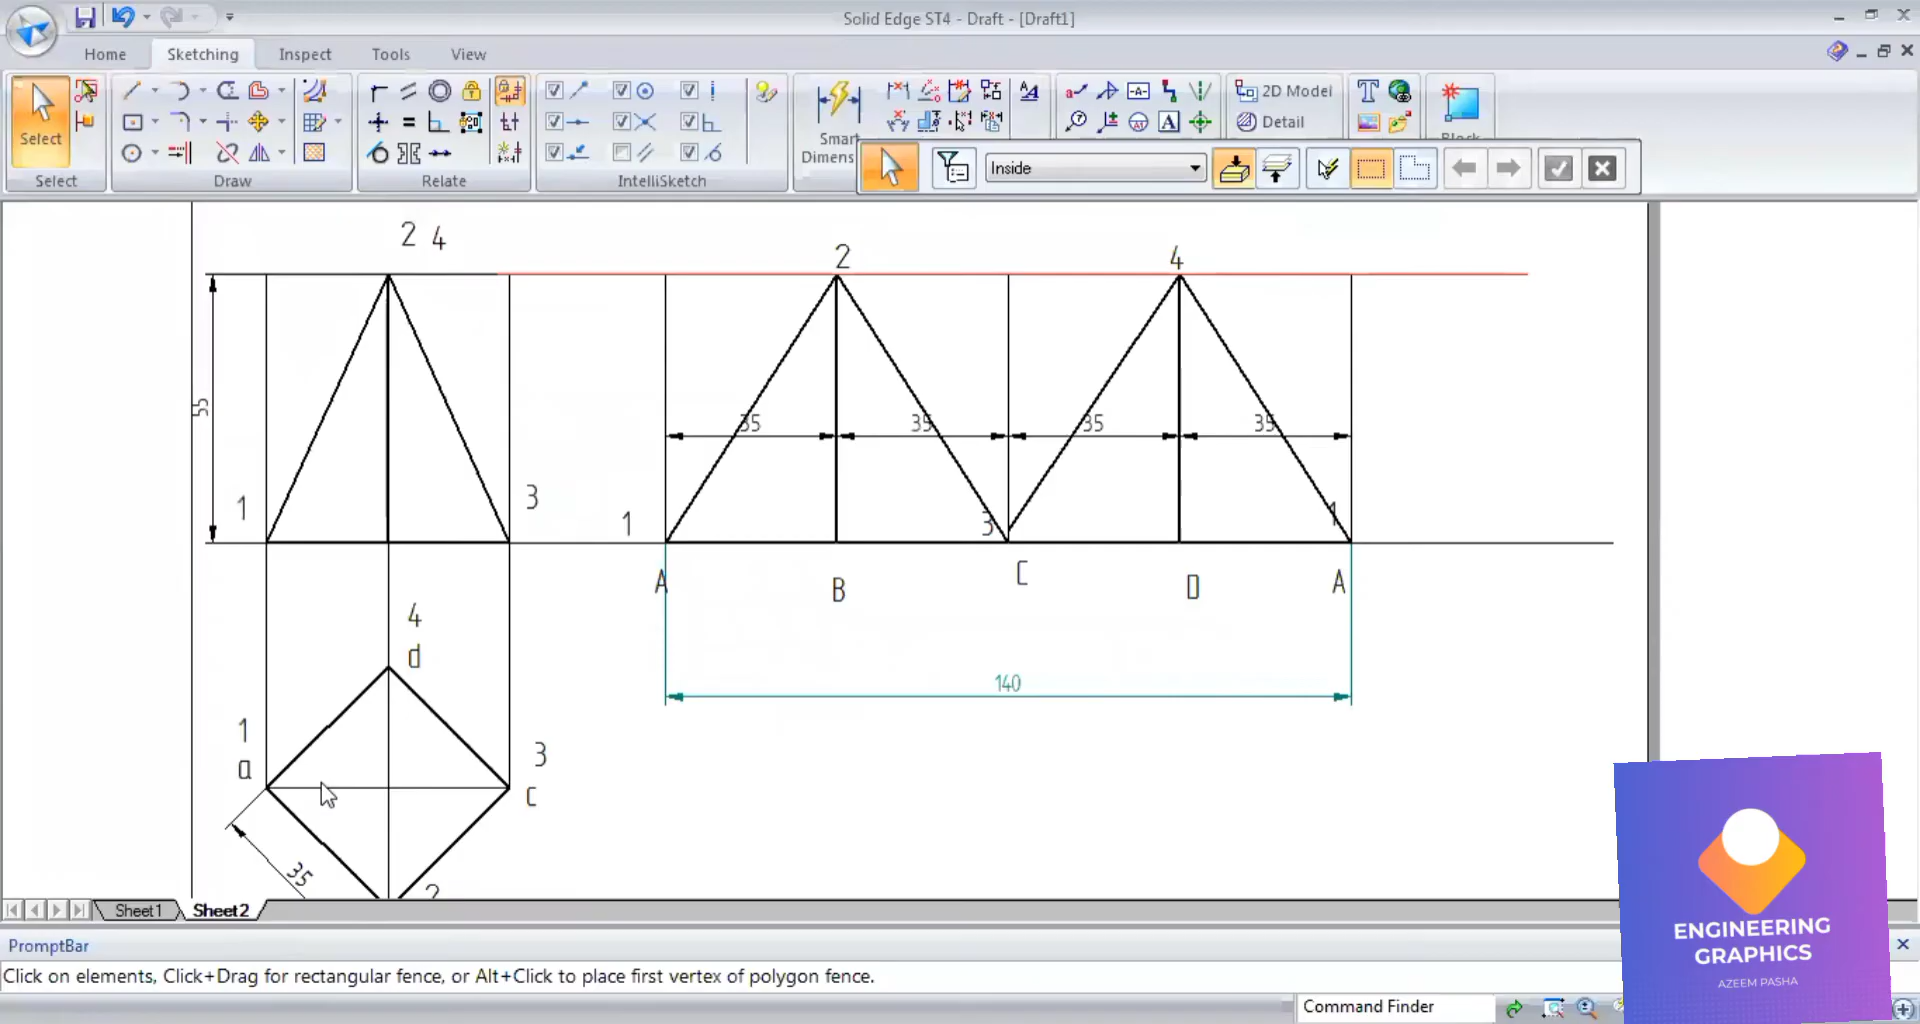 Solid Edge ST4 - Draft - [Draft1]
Home Sketching Inspect Tools View
2D Model
Detail
Select
Smart
Dimens
Block
Inside
Select Draw Relate IntelliSketch
2 4
2
4
55
35 35 35 35
1
3
1
3
1
A
B
C
D
A
4
d
140
1
3
a
c
35
2
Sheet1 Sheet2
PromptBar
Click on elements, Click+Drag for rectangular fence, or Alt+Click to place first vertex of polygon fence.
Command Finder
ENGINEERING
GRAPHICS
AZEEM PASHA